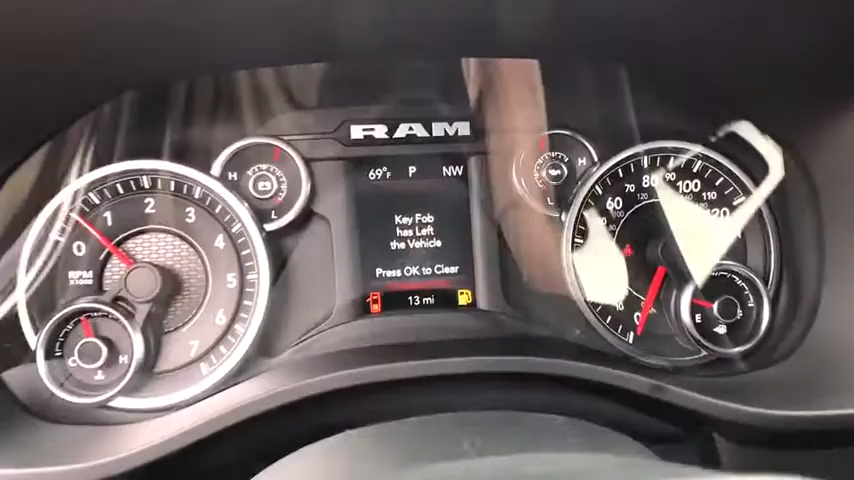 RAM
69°F P NW
Key Fob
has Left
the Vehicle
Press OK to Clear
13 mi
0 1 2 3 4 5 6 7
RPM
X1000
H
L
H
L
C H
E
60 70 80 90 100 110
120